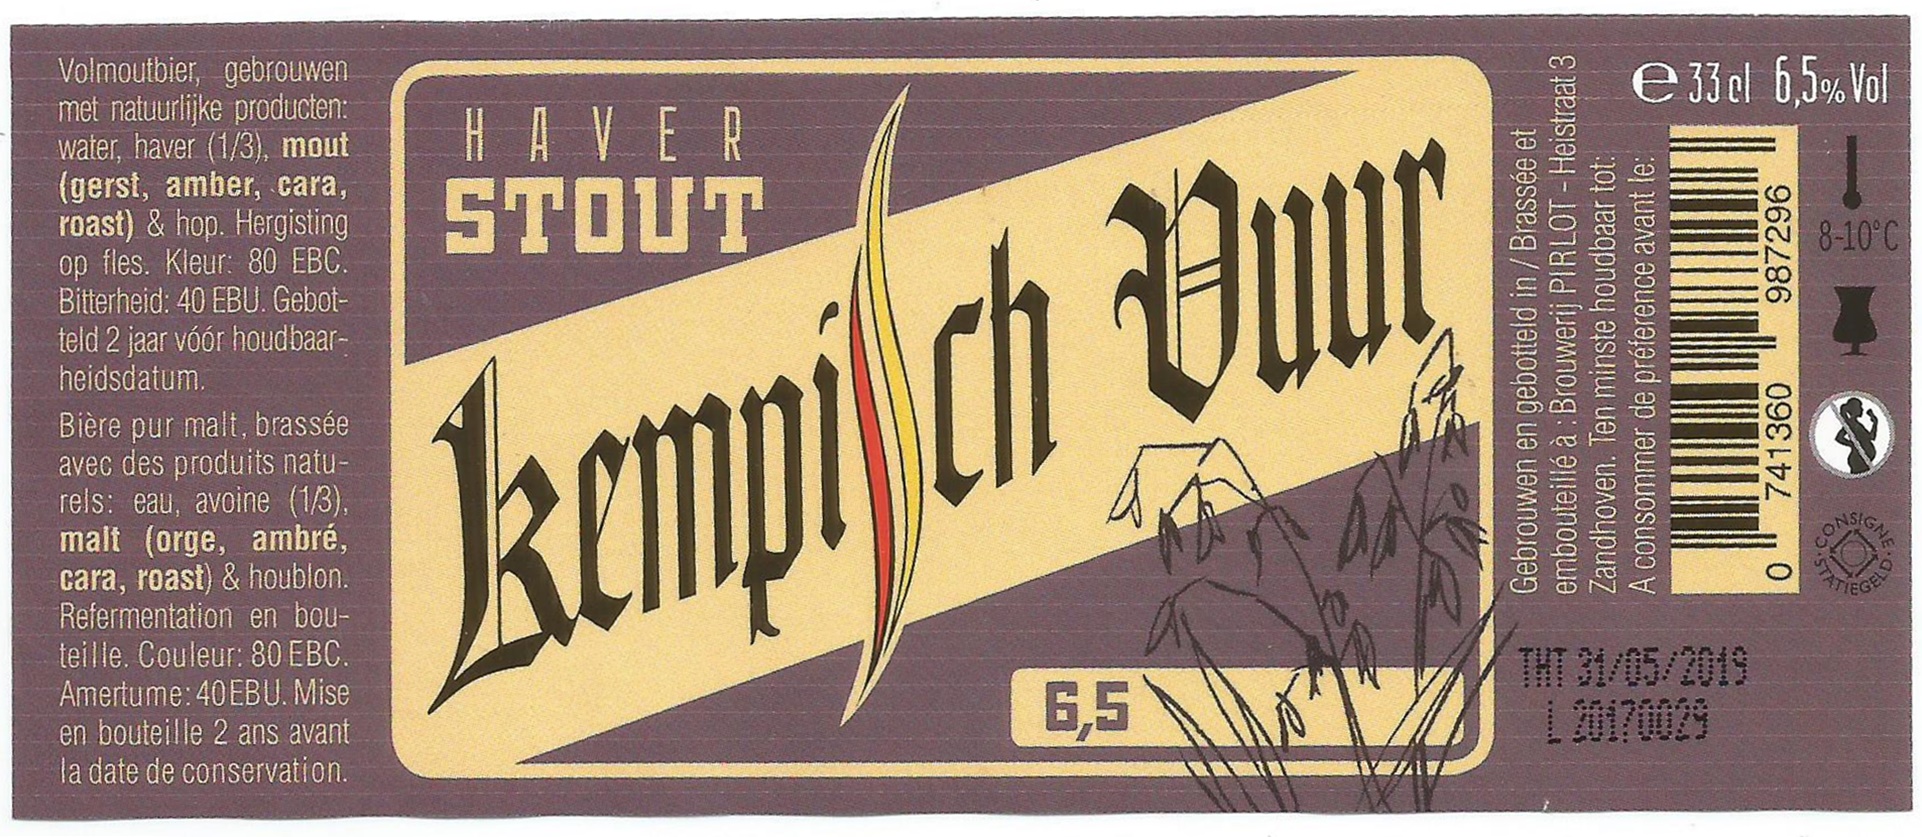 Volmoutbier, gebrouwen
met natuurlijke producten:
water, haver (1/3), mout
(gerst, amber, cara,
roast) & hop. Hergisting
op fles. Kleur: 80 EBC.
Bitterheid: 40 EBU. Gebot-
teld 2 jaar vóór houdbaar-
heidsdatum.
Bière pur malt, brassée
avec des produits natu-
rels: eau, avoine (1/3),
malt (orge, ambré,
cara, roast) & houblon.
Refermentation en bou-
teille. Couleur: 80 EBC.
Amertume: 40 EBU. Mise
en bouteille 2 ans avant
la date de conservation.
HAVER
STOUT
Kempisch Vuur
6,5
Gebrouwen en gebotteld in / Brassée et
embouteillé à : Brouwerij PIRLOT - Heistraat 3
Zandhoven. Ten minste houdbaar tot:
A consommer de préference avant le:
e 33 cl 6,5% Vol
0 741360 987296
8-10°C
CONSIGNE
STATIEGELD
THT 31/05/2019
L 20170029